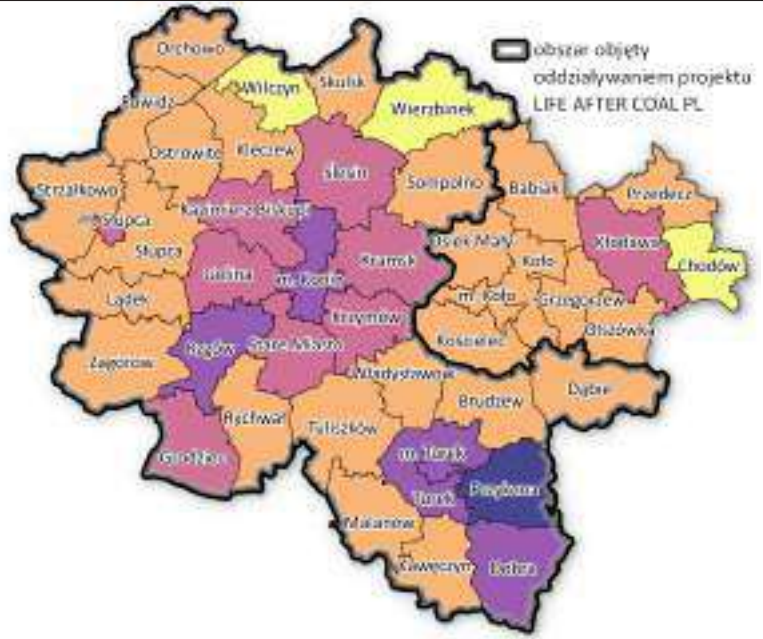 obszar objęty
oddziaływaniem projektu
LIFE AFTER COAL PL
Orchowo
Wilczyn
Skulsk
Powidz
Wierzbinek
Ostrowite
Kleczew
Ślesin
Sompolno
Babiak
Przedecz
Strzałkowo
m. Słupca
Kazimierz Biskupi
Kłodawa
Słupca
Osiek Mały
Golina
m. Konin
Kramsk
Koło
Chodów
Lądek
m. Koło
Grzegorzew
Krzymów
Olszówka
Zagórów
Rzgów
Stare Miasto
Kościelec
Władysławów
Dąbie
Brudzew
Rychwał
Tuliszków
Grodziec
m. Turek
Turek
Przykona
Malanów
Kawęczyn
Dobra